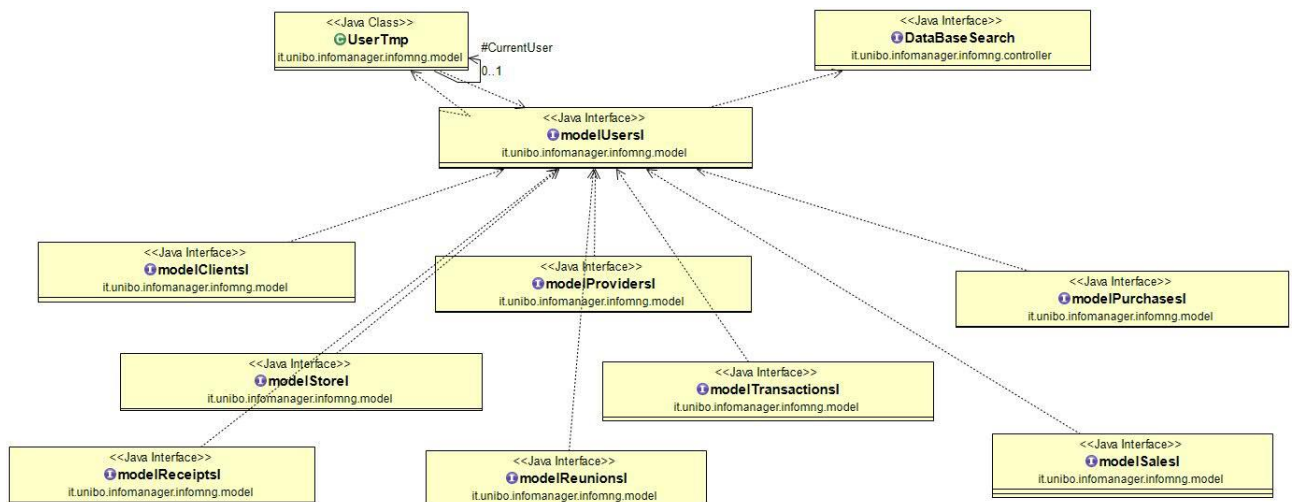 <<Java Class>>
UserTmp
it.unibo.infomanager.infomng.model
#CurrentUser
0..1
<<Java Interface>>
DataBaseSearch
it.unibo.infomanager.infomng.controller
<<Java Interface>>
modelUsersI
it.unibo.infomanager.infomng.model
<<Java Interface>>
modelClientsI
it.unibo.infomanager.infomng.model
<<Java Interface>>
modelProvidersI
it.unibo.infomanager.infomng.model
<<Java Interface>>
modelPurchasesI
it.unibo.infomanager.infomng.model
<<Java Interface>>
modelStoreI
it.unibo.infomanager.infomng.model
<<Java Interface>>
modelTransactionsI
it.unibo.infomanager.infomng.model
<<Java Interface>>
modelReceiptsI
it.unibo.infomanager.infomng.model
<<Java Interface>>
modelReunionsI
it.unibo.infomanager.infomng.model
<<Java Interface>>
modelSalesI
it.unibo.infomanager.infomng.model